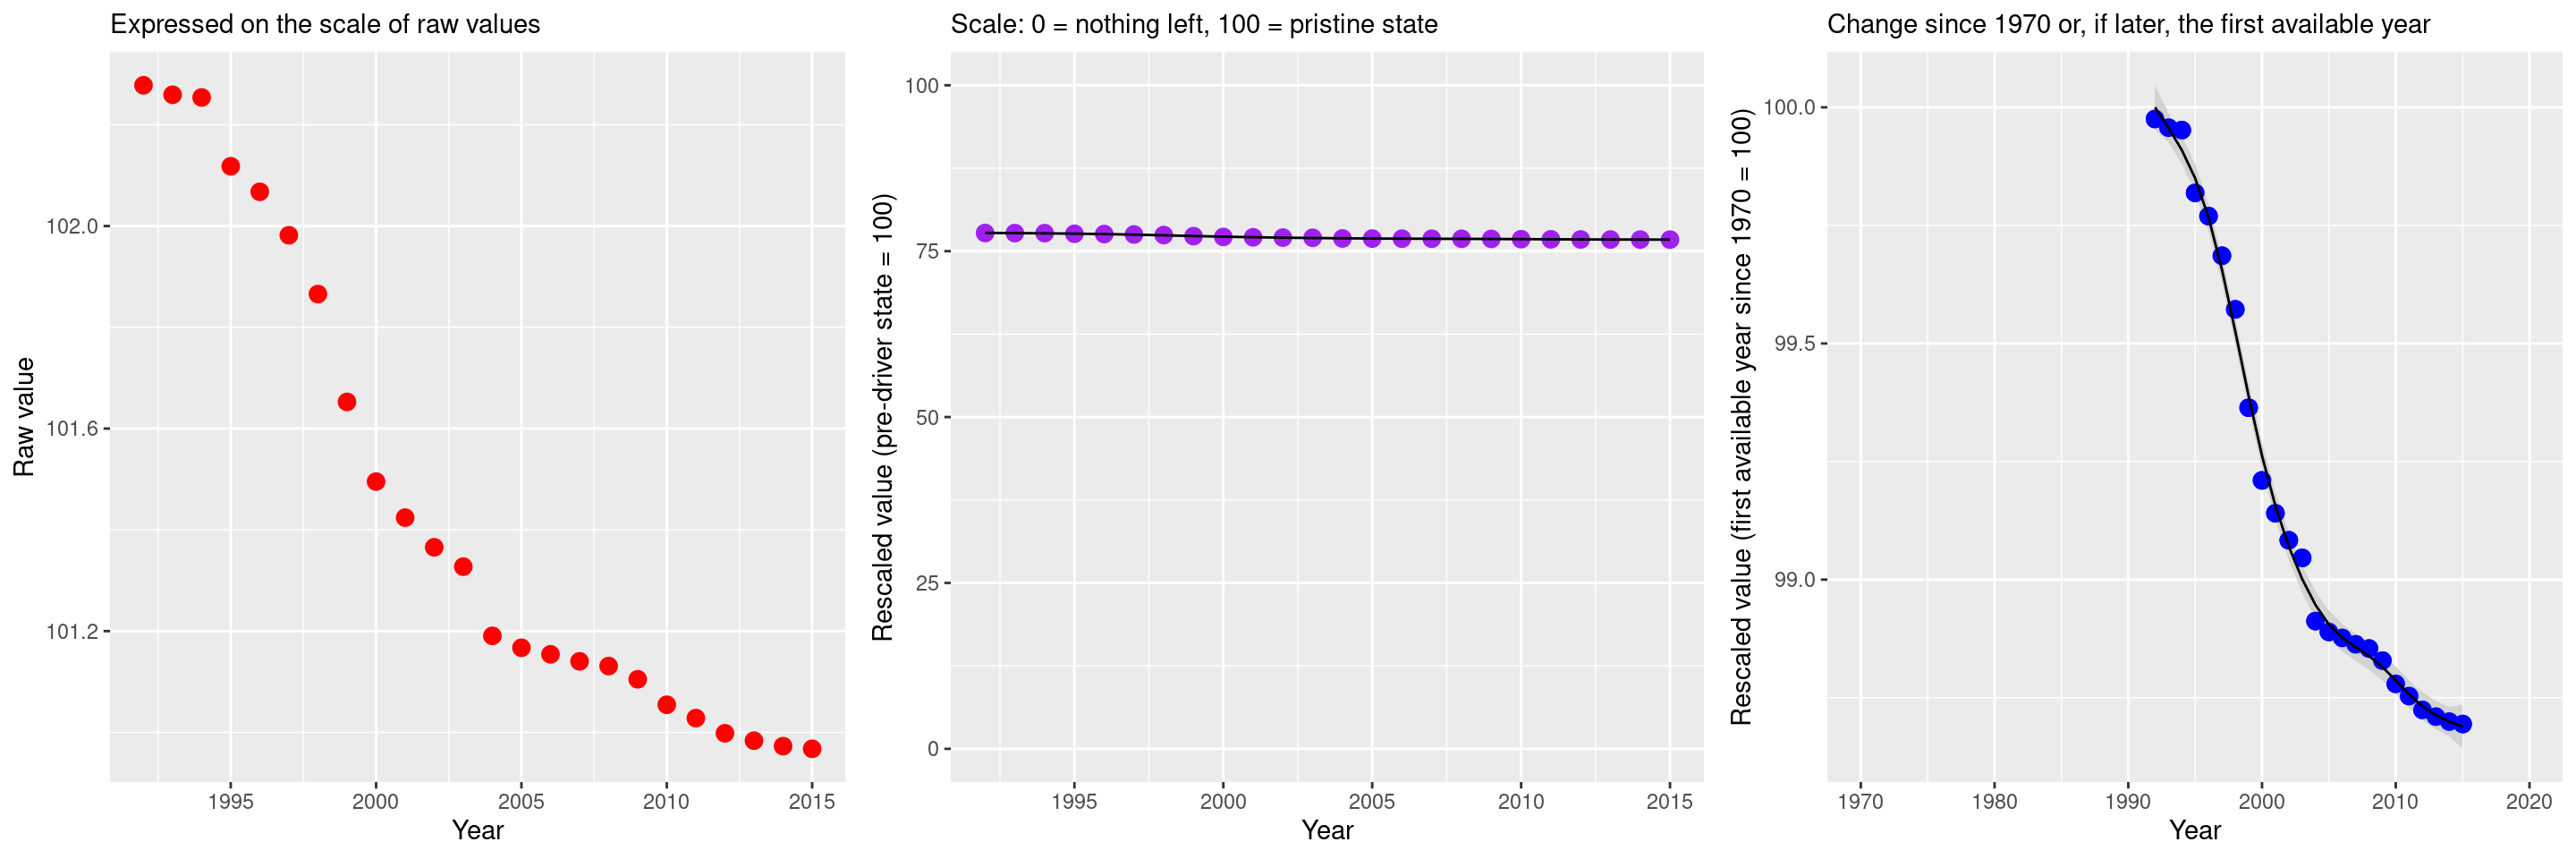 Expressed on the scale of raw values
Raw value
102.0
101.6
101.2
1995 2000 2005 2010 2015
Year
Scale: 0 = nothing left, 100 = pristine state
Rescaled value (pre-driver state = 100)
100
75
50
25
0
1995 2000 2005 2010 2015
Year
Change since 1970 or, if later, the first available year
Rescaled value (first available year since 1970 = 100)
100.0
99.5
99.0
1970 1980 1990 2000 2010 2020
Year